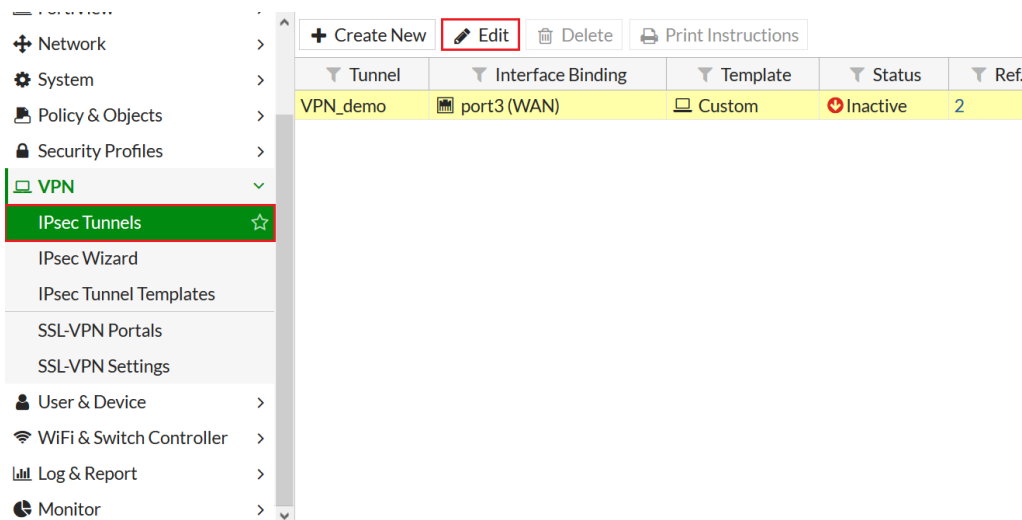 Network
System
Policy & Objects
Security Profiles
VPN
IPsec Tunnels
IPsec Wizard
IPsec Tunnel Templates
SSL-VPN Portals
SSL-VPN Settings
User & Device
WiFi & Switch Controller
Log & Report
Monitor
Create New Edit Delete Print Instructions
Tunnel Interface Binding Template Status Ref.
VPN_demo port3 (WAN) Custom Inactive 2